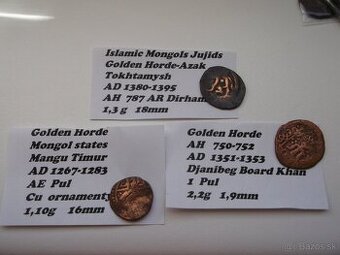 Islamic Mongols Jujids
Golden Horde-Azak
Tokhtamysh
AD 1380-1395
AH 787 AR Dirham
1,3 g 18mm
Golden Horde
Mongol states
Mangu Timur
AD 1267-1283
AE Pul
Cu ornament
1,10g 16mm
Golden Horde
AH 750-752
AD 1351-1353
Djanibeg Board Khan
1 Pul
2,2g 1,9mm
© Bazos.sk